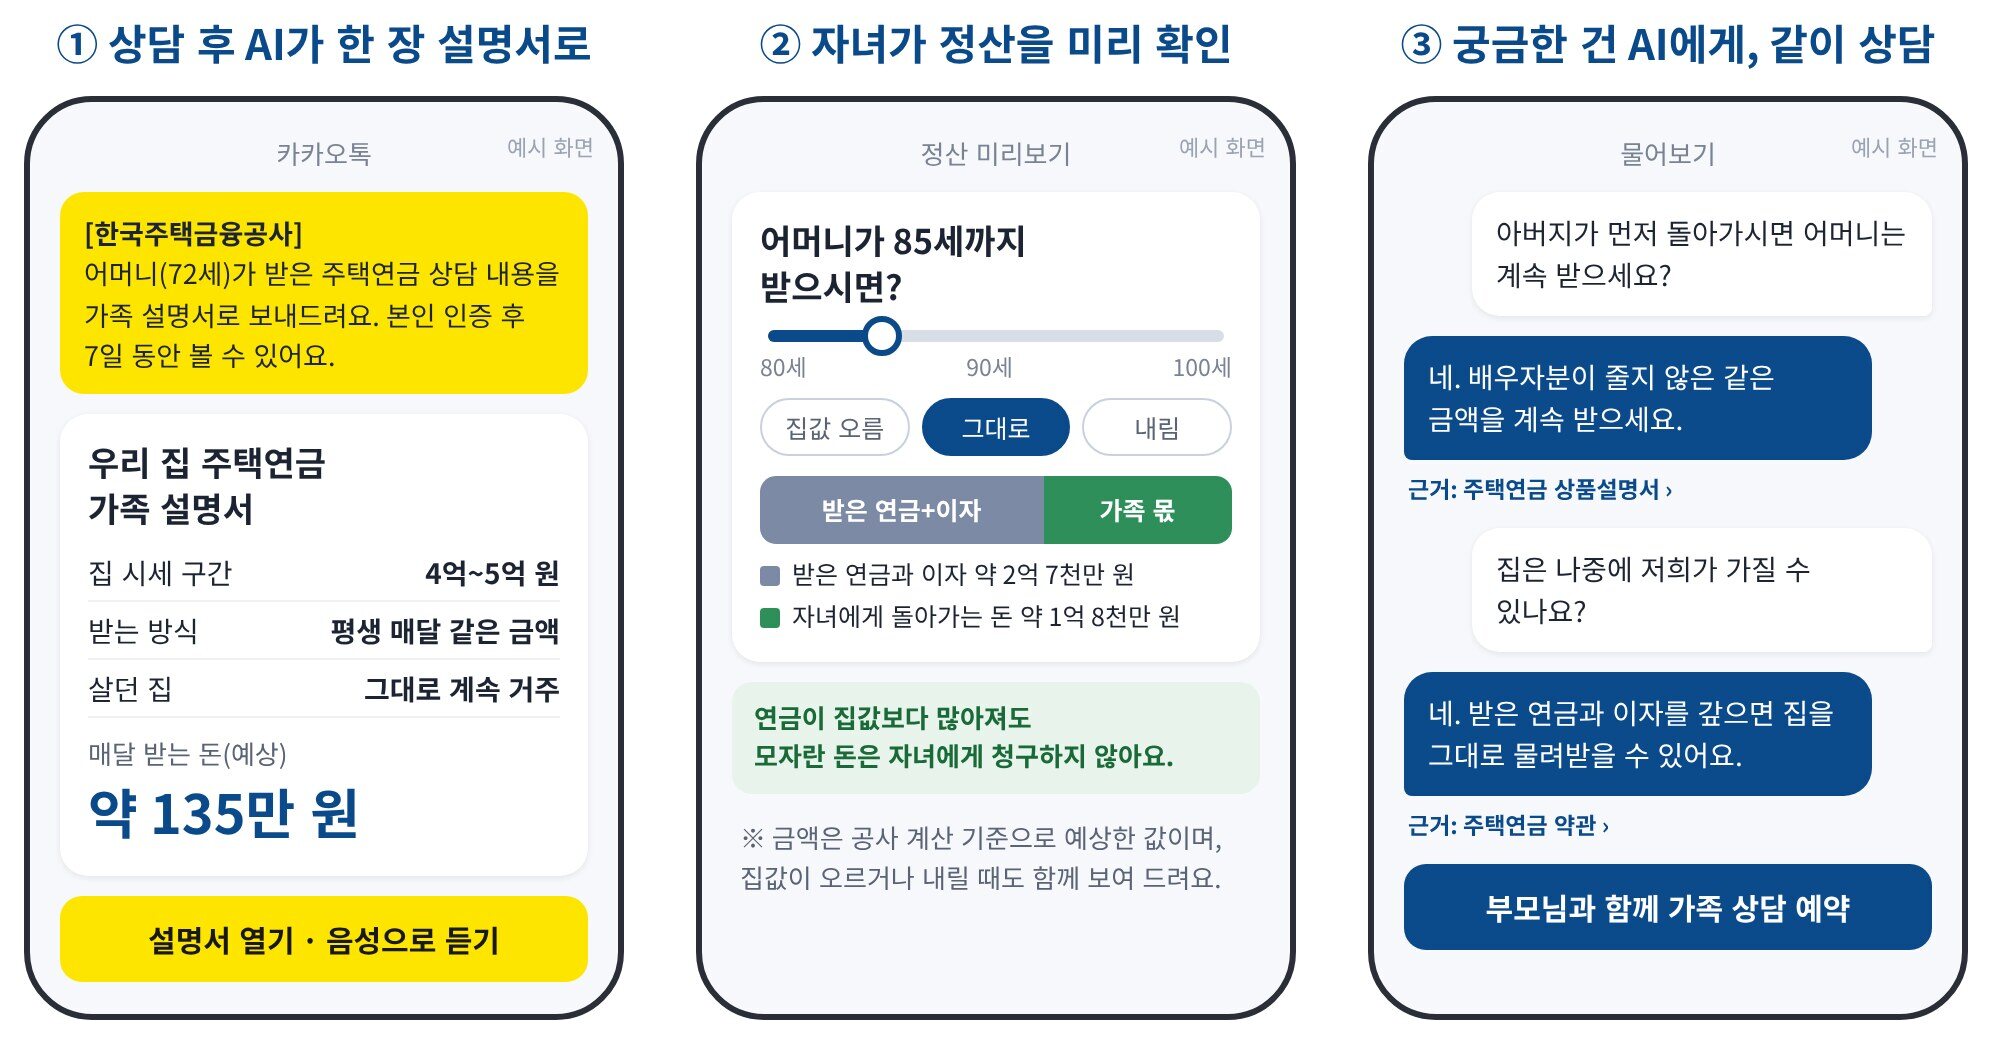 ① 상담 후 AI가 한 장 설명서로
카카오톡
예시 화면
[한국주택금융공사]
어머니(72세)가 받은 주택연금 상담 내용을
가족 설명서로 보내드려요. 본인 인증 후
7일 동안 볼 수 있어요.
우리 집 주택연금
가족 설명서
집 시세 구간 4억~5억 원
받는 방식 평생 매달 같은 금액
살던 집 그대로 계속 거주
매달 받는 돈(예상)
약 135만 원
설명서 열기 · 음성으로 듣기
② 자녀가 정산을 미리 확인
정산 미리보기
예시 화면
어머니가 85세까지
받으시면?
80세 90세 100세
집값 오름 그대로 내림
받은 연금+이자 가족 몫
받은 연금과 이자 약 2억 7천만 원
자녀에게 돌아가는 돈 약 1억 8천만 원
연금이 집값보다 많아져도
모자란 돈은 자녀에게 청구하지 않아요.
※ 금액은 공사 계산 기준으로 예상한 값이며,
집값이 오르거나 내릴 때도 함께 보여 드려요.
③ 궁금한 건 AI에게, 같이 상담
물어보기
예시 화면
아버지가 먼저 돌아가시면 어머니는
계속 받으세요?
네. 배우자분이 줄지 않은 같은
금액을 계속 받으세요.
근거: 주택연금 상품설명서 ›
집은 나중에 저희가 가질 수
있나요?
네. 받은 연금과 이자를 갚으면 집을
그대로 물려받을 수 있어요.
근거: 주택연금 약관 ›
부모님과 함께 가족 상담 예약